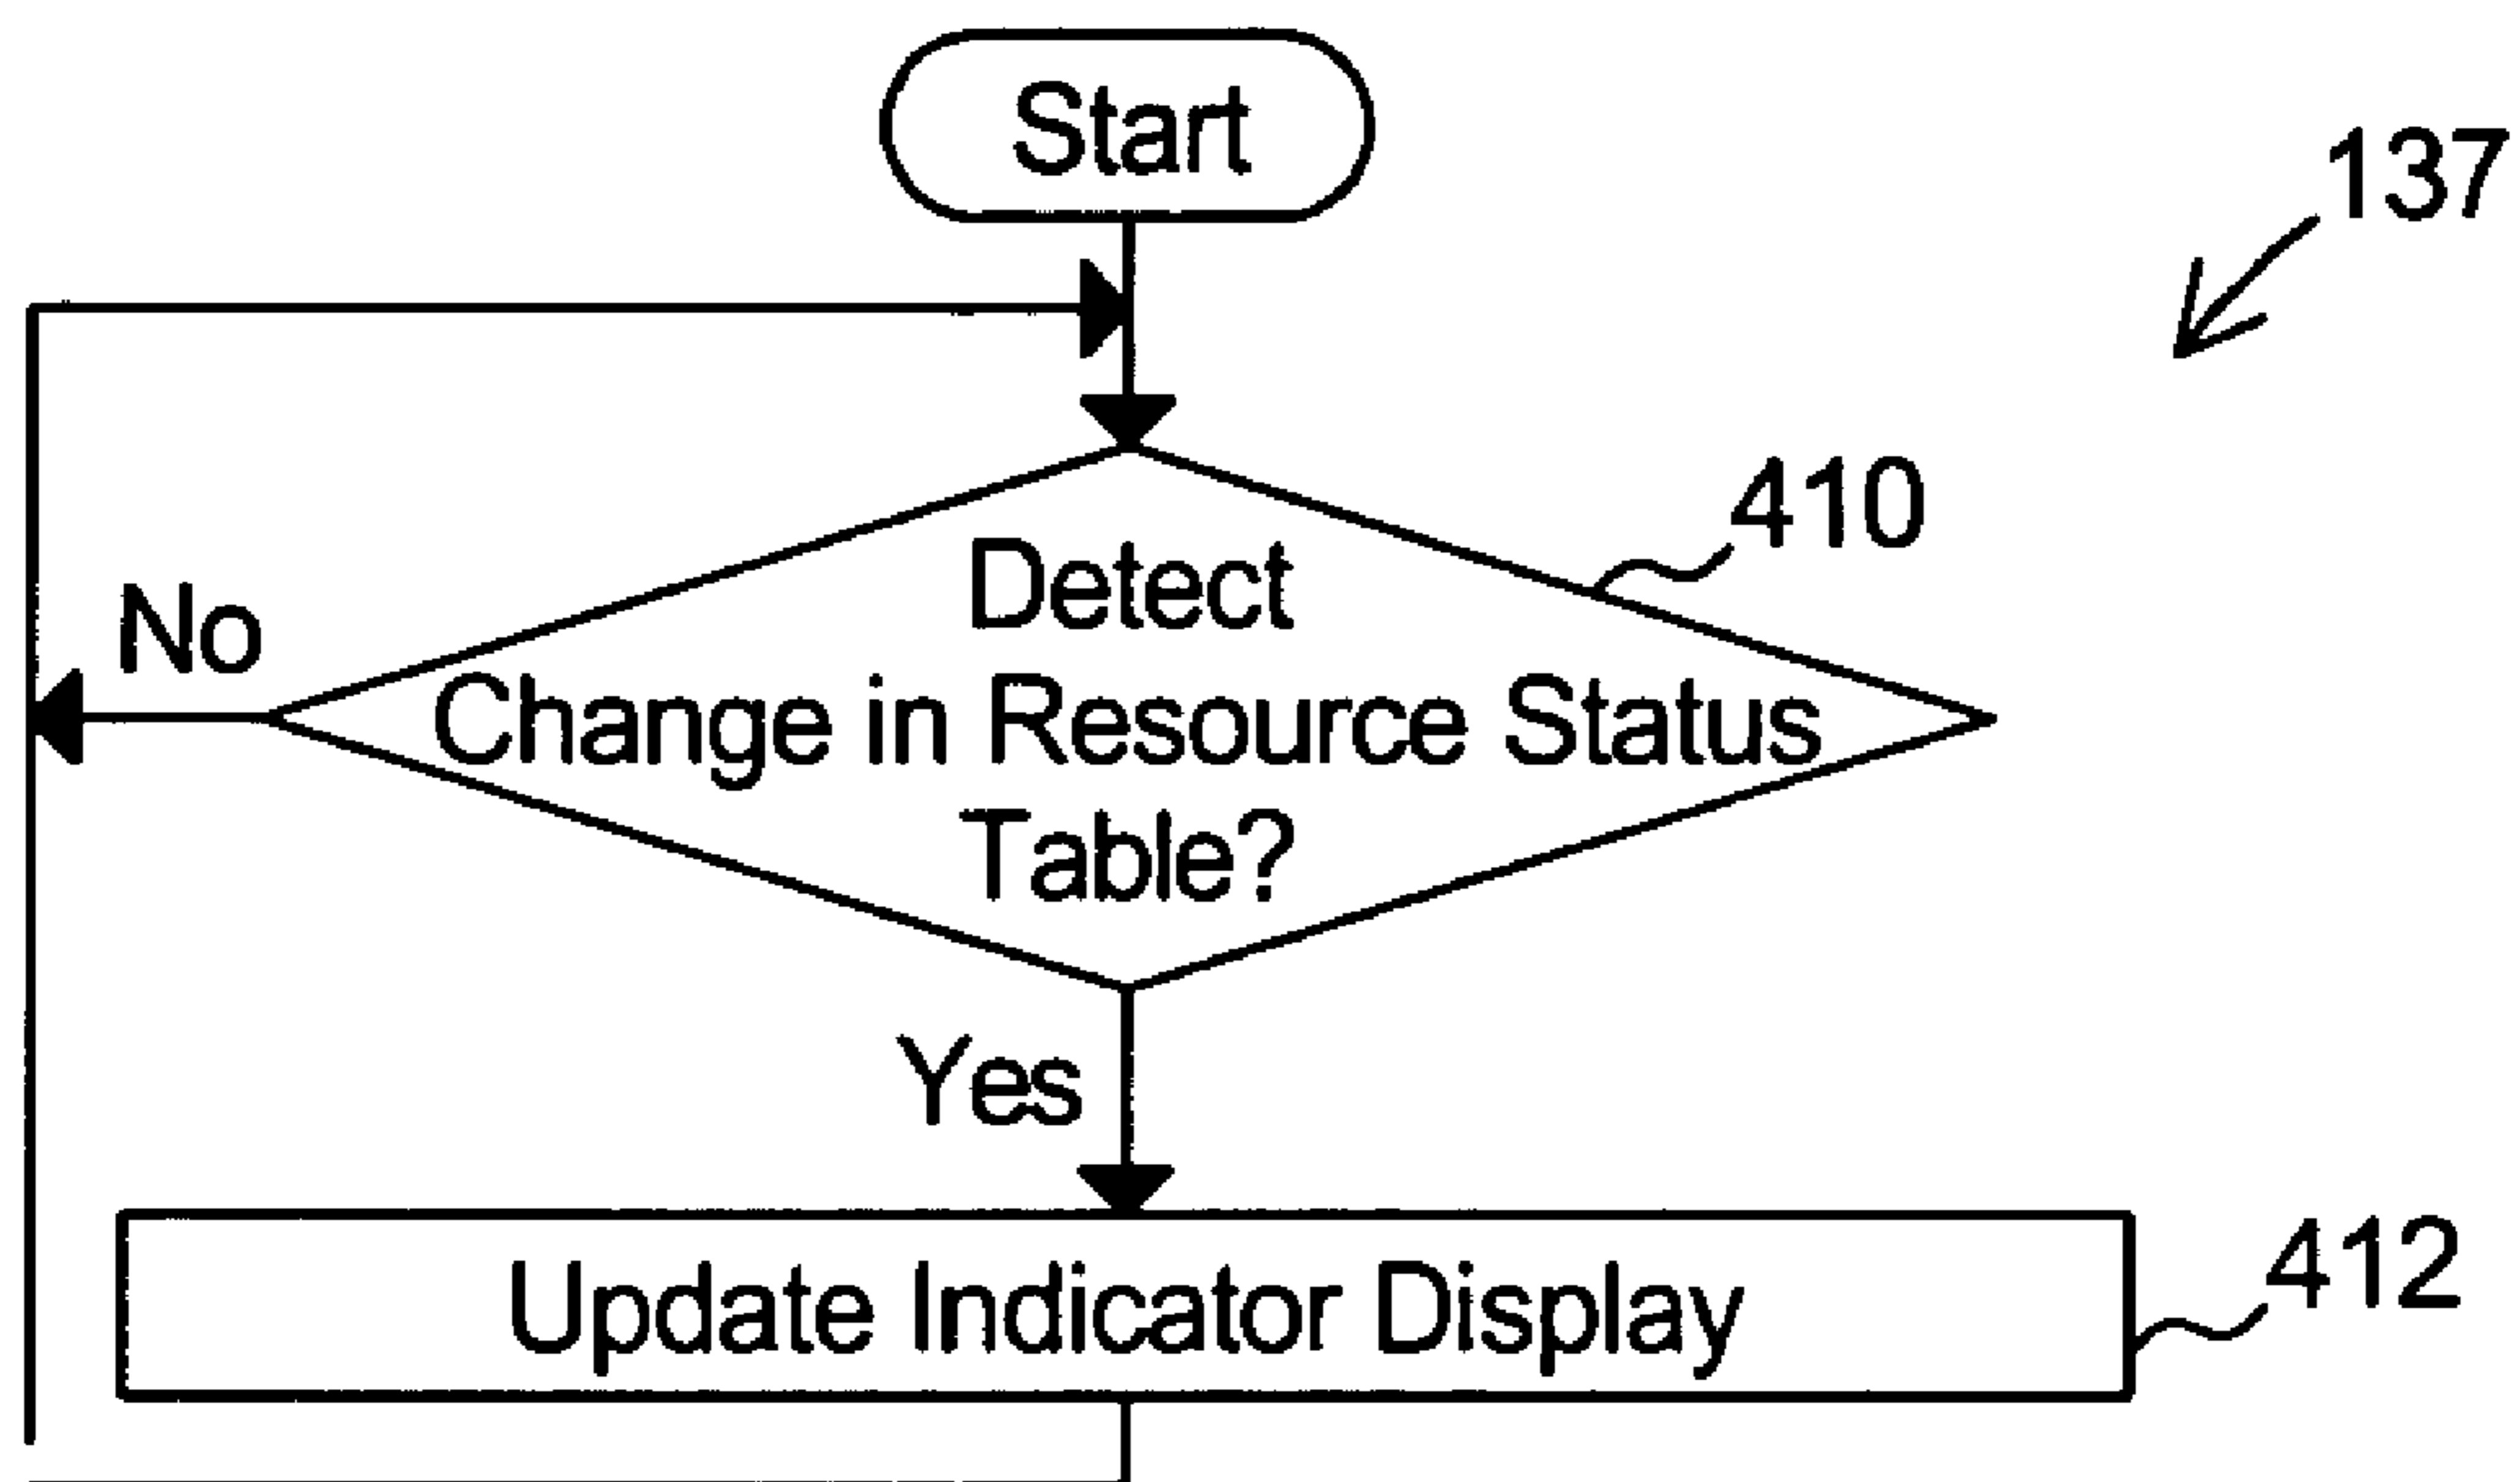 Start
137
410
Detect
No
Change in Resource Status
Table?
Yes
Update Indicator Display
412